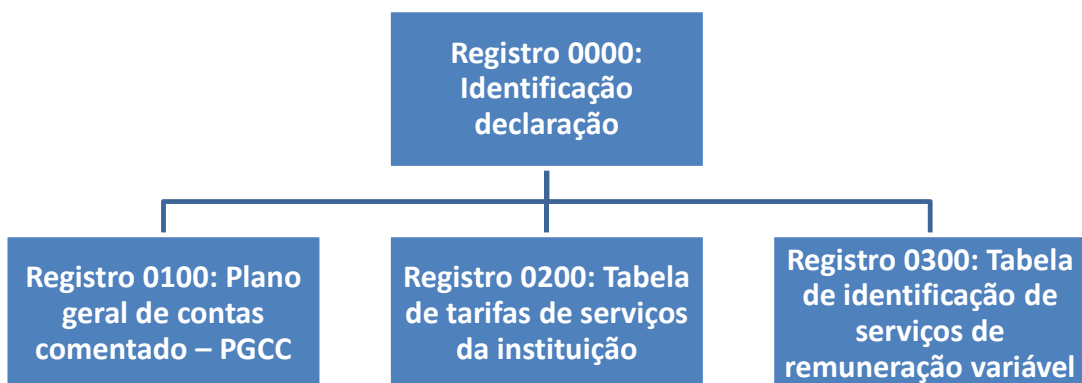 Registro 0000:
Identificação
declaração
Registro 0100: Plano
geral de contas
comentado – PGCC
Registro 0200: Tabela
de tarifas de serviços
da instituição
Registro 0300: Tabela
de identificação de
serviços de
remuneração variável